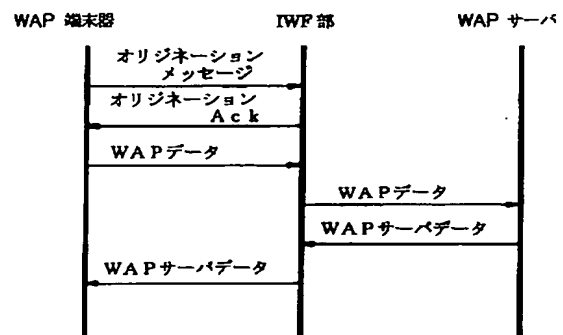 WAP 端末器
IWF 部
WAP サーバ
オリジネーション
メッセージ
オリジネーション
Ack
WAPデータ
WAPデータ
WAPサーバデータ
WAPサーバデータ